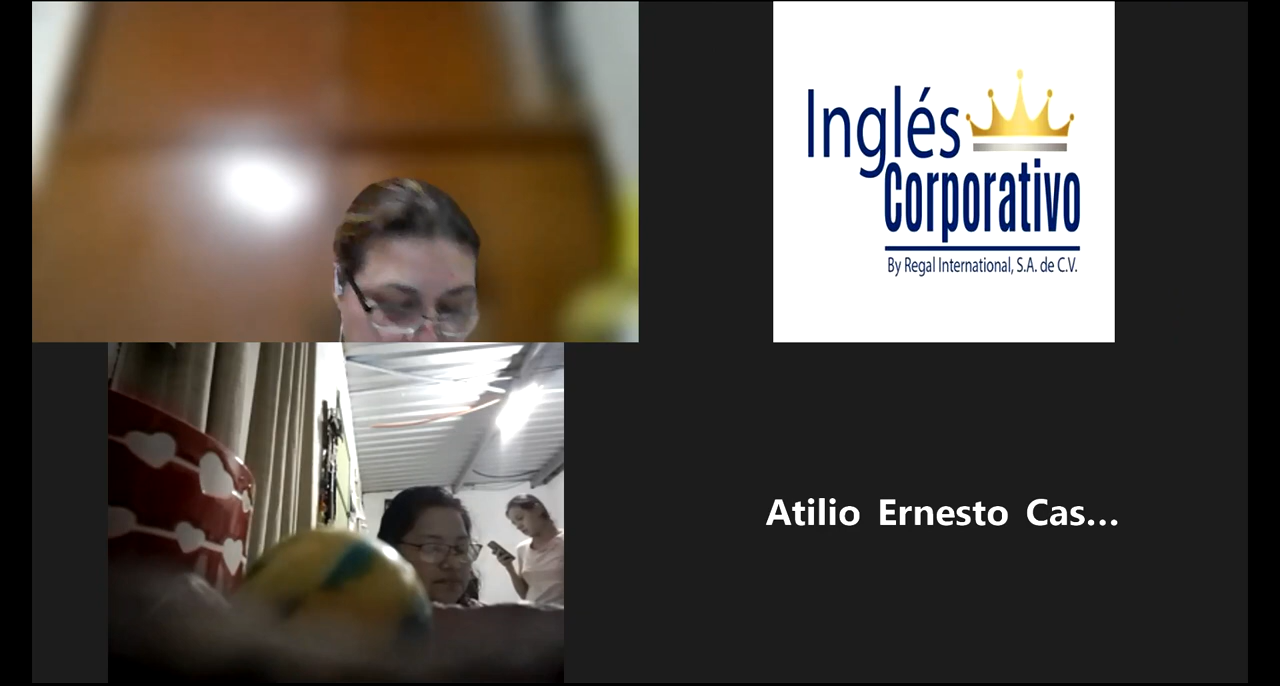 Inglés
Corporativo
By Regal International, S.A. de C.V.
Atilio Ernesto Cas...